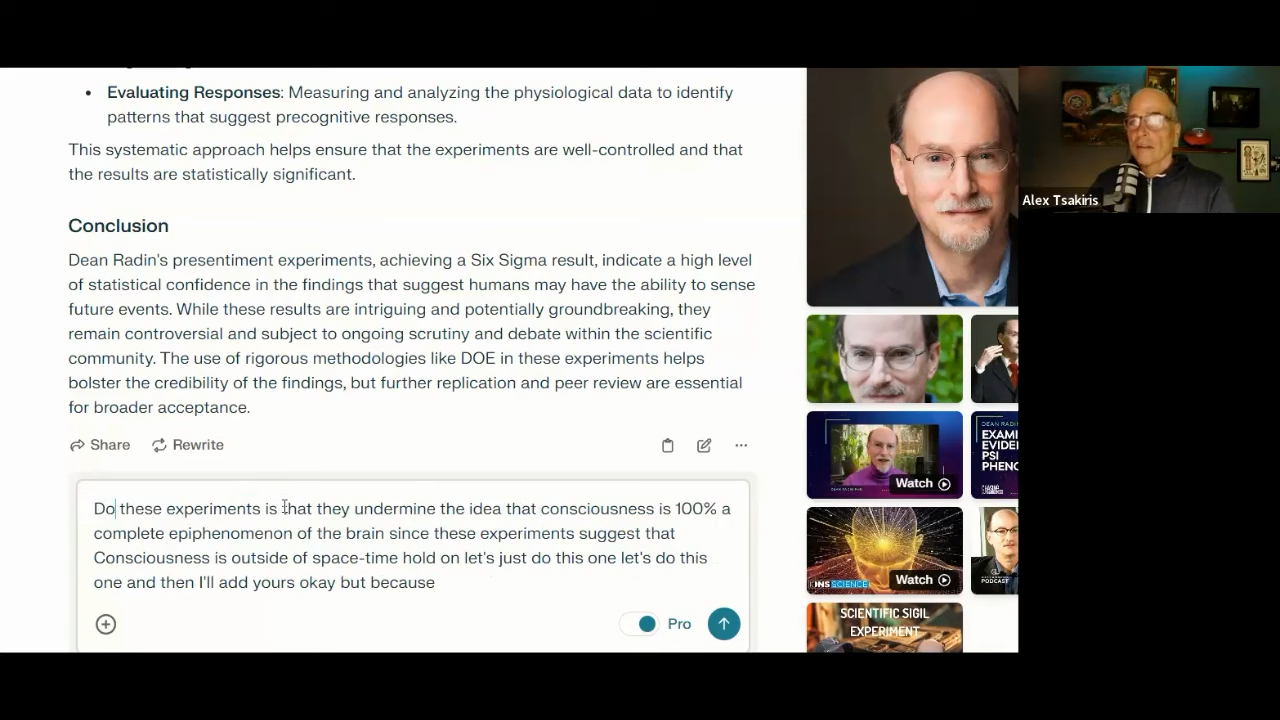 Evaluating Responses: Measuring and analyzing the physiological data to identify
patterns that suggest precognitive responses.
This systematic approach helps ensure that the experiments are well-controlled and that
the results are statistically significant.
Conclusion
Dean Radin's presentiment experiments, achieving a Six Sigma result, indicate a high level
of statistical confidence in the findings that suggest humans may have the ability to sense
future events. While these results are intriguing and potentially groundbreaking, they
remain controversial and subject to ongoing scrutiny and debate within the scientific
community. The use of rigorous methodologies like DOE in these experiments helps
bolster the credibility of the findings, but further replication and peer review are essential
for broader acceptance.
Share Rewrite
Do these experiments is that they undermine the idea that consciousness is 100% a
complete epiphenomenon of the brain since these experiments suggest that
Consciousness is outside of space-time hold on let's just do this one let's do this
one and then I'll add yours okay but because
Pro
Alex Tsakiris
Watch
DEAN RADI
EXAMI
EVIDE
PSI
PHENO
Watch
PODCAST
SCIENTIFIC SIGIL
EXPERIMENT